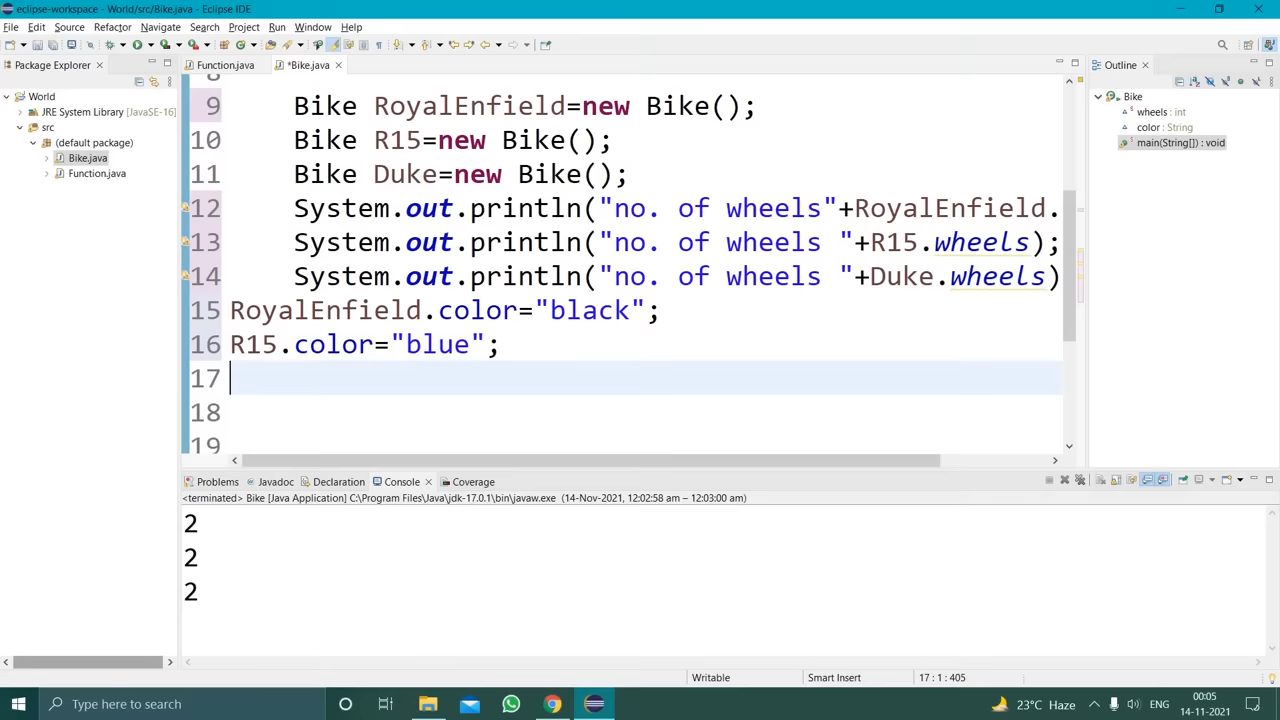 eclipse-workspace - World/src/Bike.java - Eclipse IDE
File Edit Source Refactor Navigate Search Project Run Window Help
Package Explorer
Function.java
*Bike.java
Outline
World
JRE System Library [JavaSE-16]
src
(default package)
Bike.java
Function.java
Bike
wheels : int
color : String
main(String[]) : void
8
9 Bike RoyalEnfield=new Bike();
10 Bike R15=new Bike();
11 Bike Duke=new Bike();
12 System.out.println("no. of wheels"+RoyalEnfield.
13 System.out.println("no. of wheels "+R15.wheels);
14 System.out.println("no. of wheels "+Duke.wheels)
15 RoyalEnfield.color="black";
16 R15.color="blue";
17
18
19
Problems Javadoc Declaration Console Coverage
<terminated> Bike [Java Application] C:\Program Files\Java\jdk-17.0.1\bin\javaw.exe (14-Nov-2021, 12:02:58 am – 12:03:00 am)
2
2
2
Writable Smart Insert 17 : 1 : 405
Type here to search
23°C Haze
ENG
00:05
14-11-2021